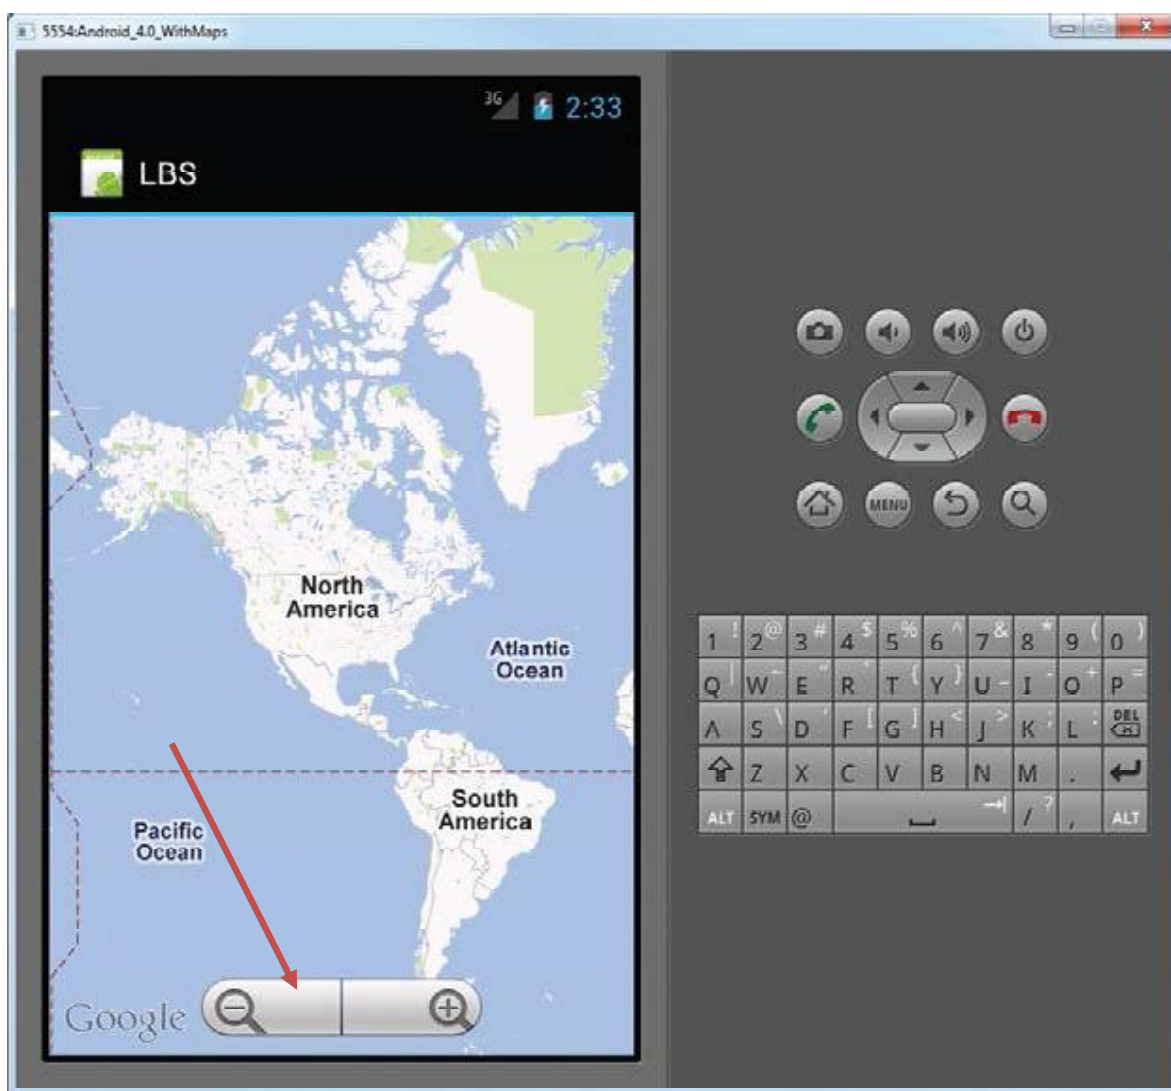 5554:Android_4.0_WithMaps
3G 2:33
LBS
North
America
Atlantic
Ocean
South
America
Pacific
Ocean
Google
MENU
1 ! 2 @ 3 # 4 $ 5 % 6 ^ 7 & 8 * 9 ( 0 )
Q | W ~ E " R ` T { Y } U _ I - O + P =
A S \ D ' F [ G ] H < J > K ; L : DEL
Z X C V B N M .
ALT SYM @ / ? , ALT